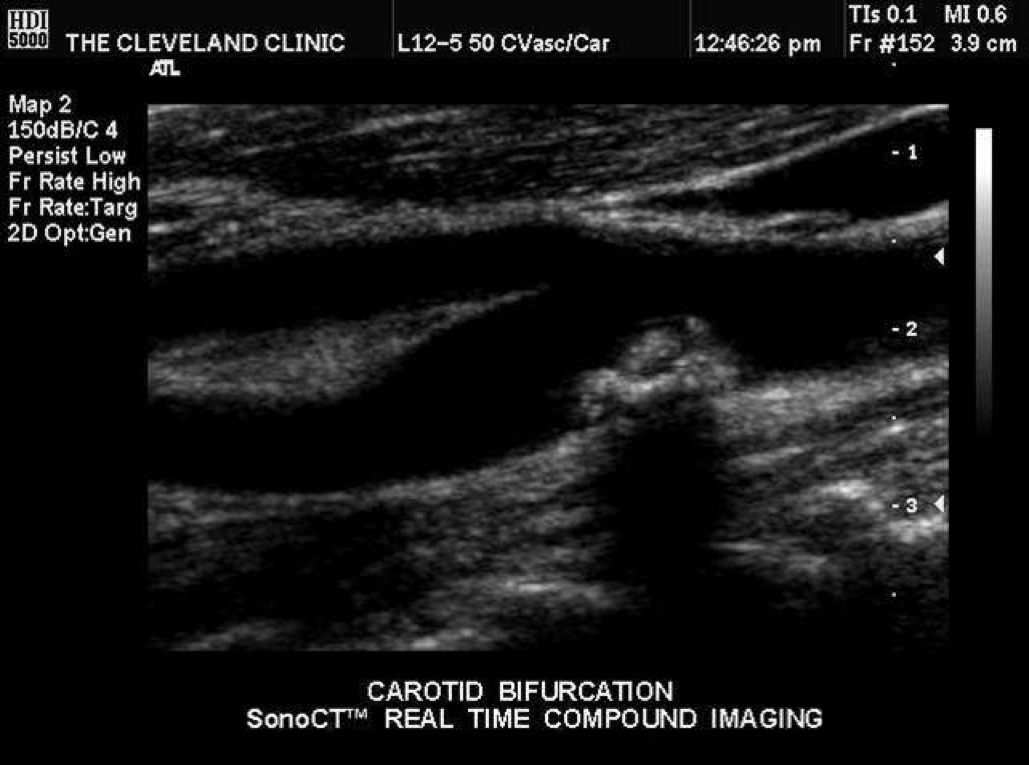 HDI 5000
THE CLEVELAND CLINIC
L12-5 50 CVasc/Car
12:46:26 pm
TIs 0.1 MI 0.6
Fr #152 3.9 cm
ATL
Map 2
150dB/C 4
Persist Low
Fr Rate High
Fr Rate:Targ
2D Opt:Gen
- 1
- 2
- 3
CAROTID BIFURCATION
SonoCT™ REAL TIME COMPOUND IMAGING